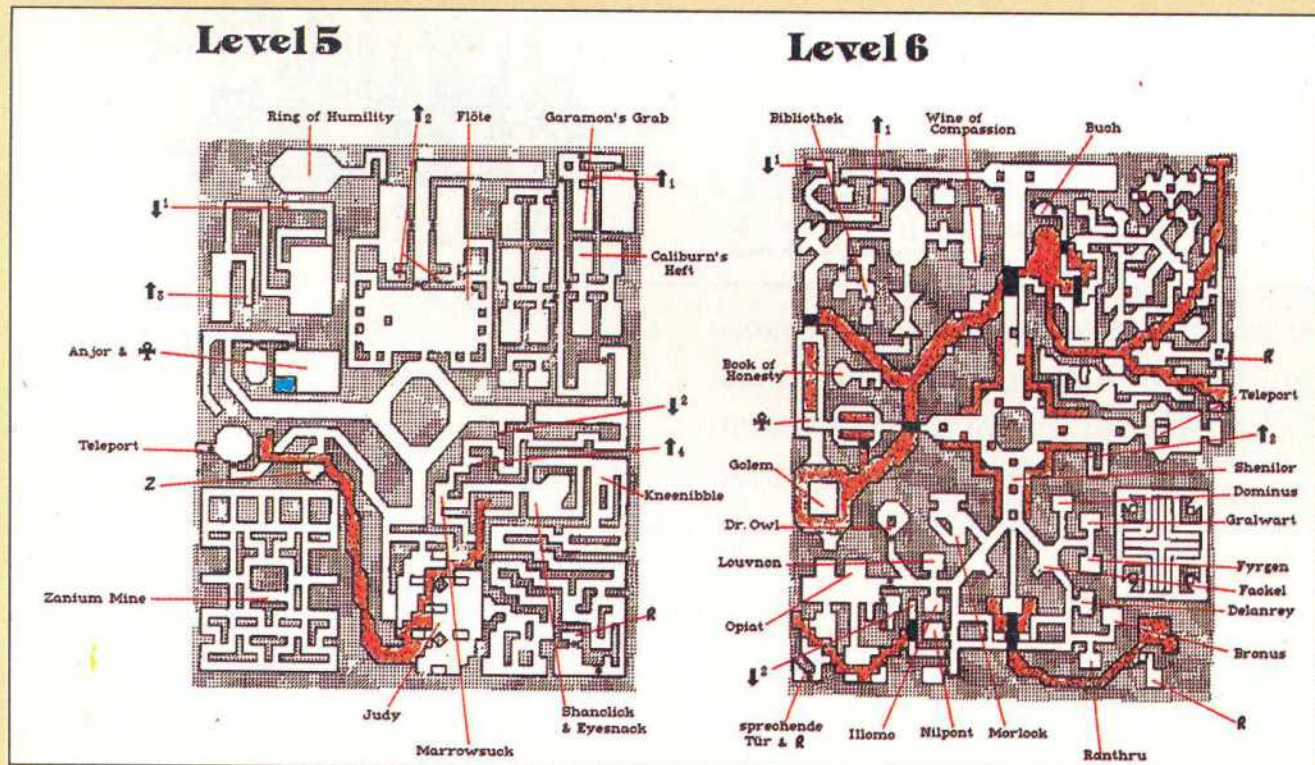 Level 5
Ring of Humility
⬆2
Flöte
Garamon's Grab
⬆1
⬇1
Caliburn's
Heft
⬆3
Anjor & ☥
⬇2
Teleport
⬆4
Z
Kneenibble
Zanium Mine
R
Judy
Shanclick
& Eyesnack
Marrowsuck
Level 6
Bibliothek
⬆1
Wine of
Compassion
Buch
⬇1
R
Book of
Honesty
Teleport
☥
⬆2
Golem
Shenilor
Dominus
Dr. Owl
Gralwart
Louvnon
Fyrgen
Fackel
Opiat
Delanrey
Bronus
⬇2
sprechende
Tür & R
Illomo
Nilpont
Morlock
R
Ranthru